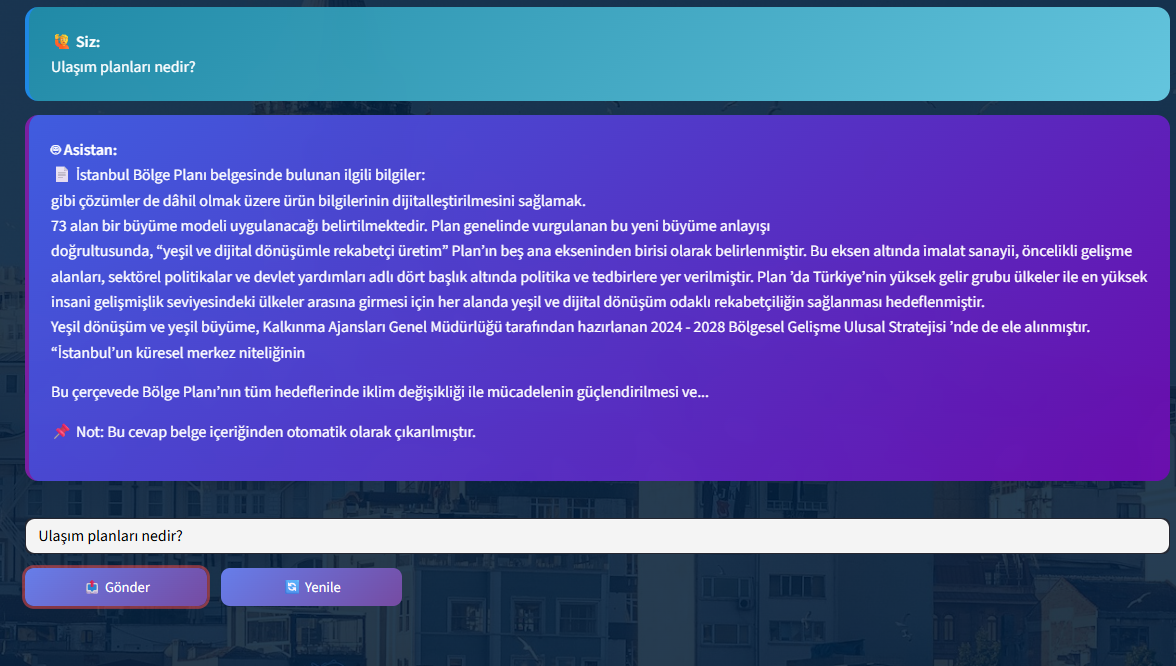 Siz:
Ulaşım planları nedir?
Asistan:
İstanbul Bölge Planı belgesinde bulunan ilgili bilgiler:
gibi çözümler de dâhil olmak üzere ürün bilgilerinin dijitalleştirilmesini sağlamak.
73 alan bir büyüme modeli uygulanacağı belirtilmektedir. Plan genelinde vurgulanan bu yeni büyüme anlayışı
doğrultusunda, “yeşil ve dijital dönüşümle rekabetçi üretim” Plan’ın beş ana ekseninden birisi olarak belirlenmiştir. Bu eksen altında imalat sanayii, öncelikli gelişme
alanları, sektörel politikalar ve devlet yardımları adlı dört başlık altında politika ve tedbirlere yer verilmiştir. Plan ’da Türkiye’nin yüksek gelir grubu ülkeler ile en yüksek
insani gelişmişlik seviyesindeki ülkeler arasına girmesi için her alanda yeşil ve dijital dönüşüm odaklı rekabetçiliğin sağlanması hedeflenmiştir.
Yeşil dönüşüm ve yeşil büyüme, Kalkınma Ajansları Genel Müdürlüğü tarafından hazırlanan 2024 - 2028 Bölgesel Gelişme Ulusal Stratejisi ’nde de ele alınmıştır.
“İstanbul’un küresel merkez niteliğinin
Bu çerçevede Bölge Planı’nın tüm hedeflerinde iklim değişikliği ile mücadelenin güçlendirilmesi ve...
Not: Bu cevap belge içeriğinden otomatik olarak çıkarılmıştır.
Ulaşım planları nedir?
Gönder
Yenile